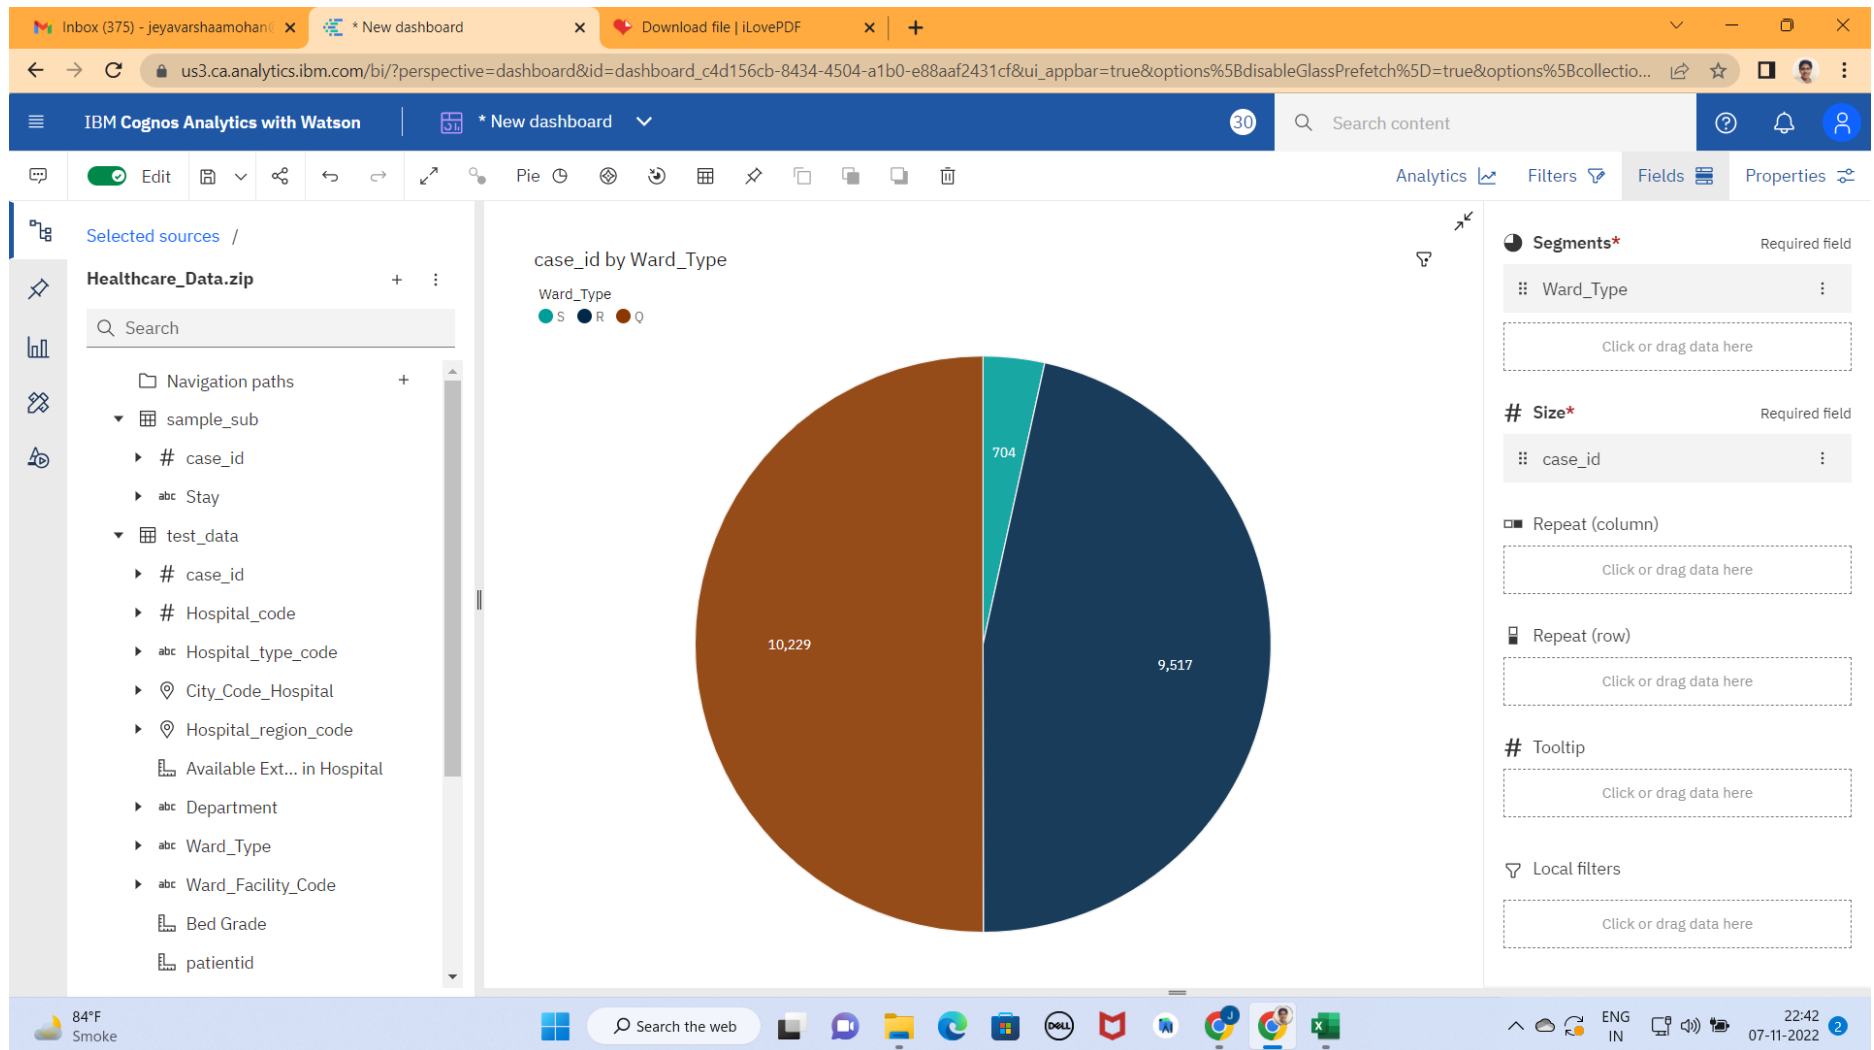 Inbox (375) - jeyavarshaamohan@
* New dashboard
Download file | iLovePDF
us3.ca.analytics.ibm.com/bi/?perspective=dashboard&id=dashboard_c4d156cb-8434-4504-a1b0-e88aaf2431cf&ui_appbar=true&options%5BdisableGlassPrefetch%5D=true&options%5Bcollectio...
IBM Cognos Analytics with Watson
* New dashboard
30
Search content
Edit
Pie
Analytics
Filters
Fields
Properties
Selected sources /
Healthcare_Data.zip
Search
Navigation paths
sample_sub
# case_id
abc Stay
test_data
# case_id
# Hospital_code
abc Hospital_type_code
City_Code_Hospital
Hospital_region_code
Available Ext... in Hospital
abc Department
abc Ward_Type
abc Ward_Facility_Code
Bed Grade
patientid
case_id by Ward_Type
Ward_Type
S R Q
704
10,229
9,517
Segments* Required field
Ward_Type
Click or drag data here
# Size* Required field
case_id
Repeat (column)
Click or drag data here
Repeat (row)
Click or drag data here
# Tooltip
Click or drag data here
Local filters
Click or drag data here
84°F
Smoke
Search the web
DELL
J
ENG
IN
22:42
07-11-2022
2